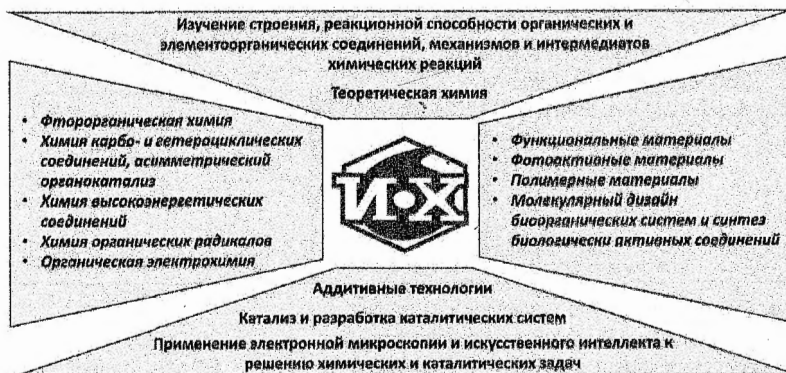 Изучение строения, реакционной способности органических и
элементоорганических соединений, механизмов и интермедиатов
химических реакций
Теоретическая химия
• Фторорганическая химия
• Химия карбо- и гетероциклических
соединений, асимметрический
органокатализ
• Химия высокоэнергетических
соединений
• Химия органических радикалов
• Органическая электрохимия
И•Х
• Функциональные материалы
• Фотоактивные материалы
• Полимерные материалы
• Молекулярный дизайн
биоорганических систем и синтез
биологически активных соединений
Аддитивные технологии
Катализ и разработка каталитических систем
Применение электронной микроскопии и искусственного интеллекта к
решению химических и каталитических задач